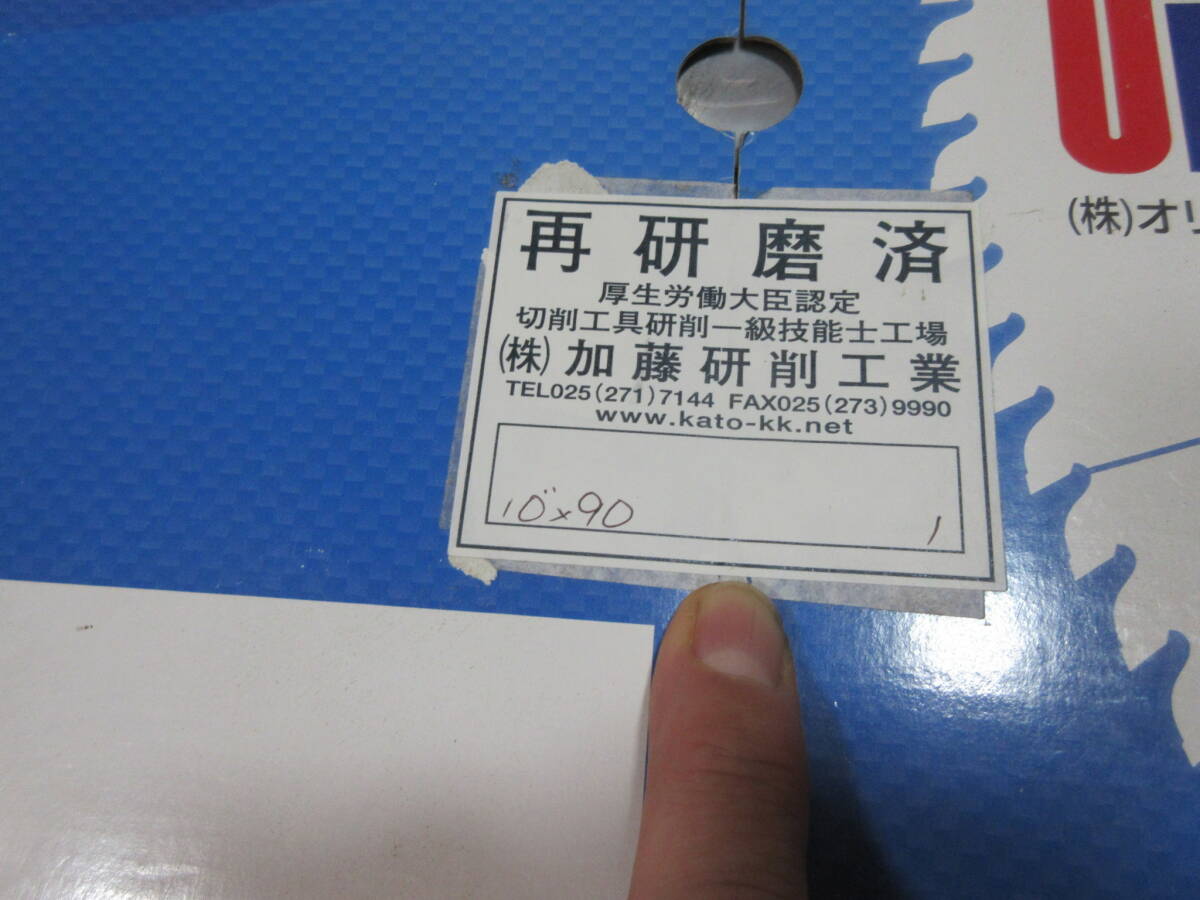 (株)オリ
再研磨済
厚生労働大臣認定
切削工具研削一級技能士工場
(株)加藤研削工業
TEL025(271)7144 FAX025(273)9990
www.kato-kk.net
10"×90 1